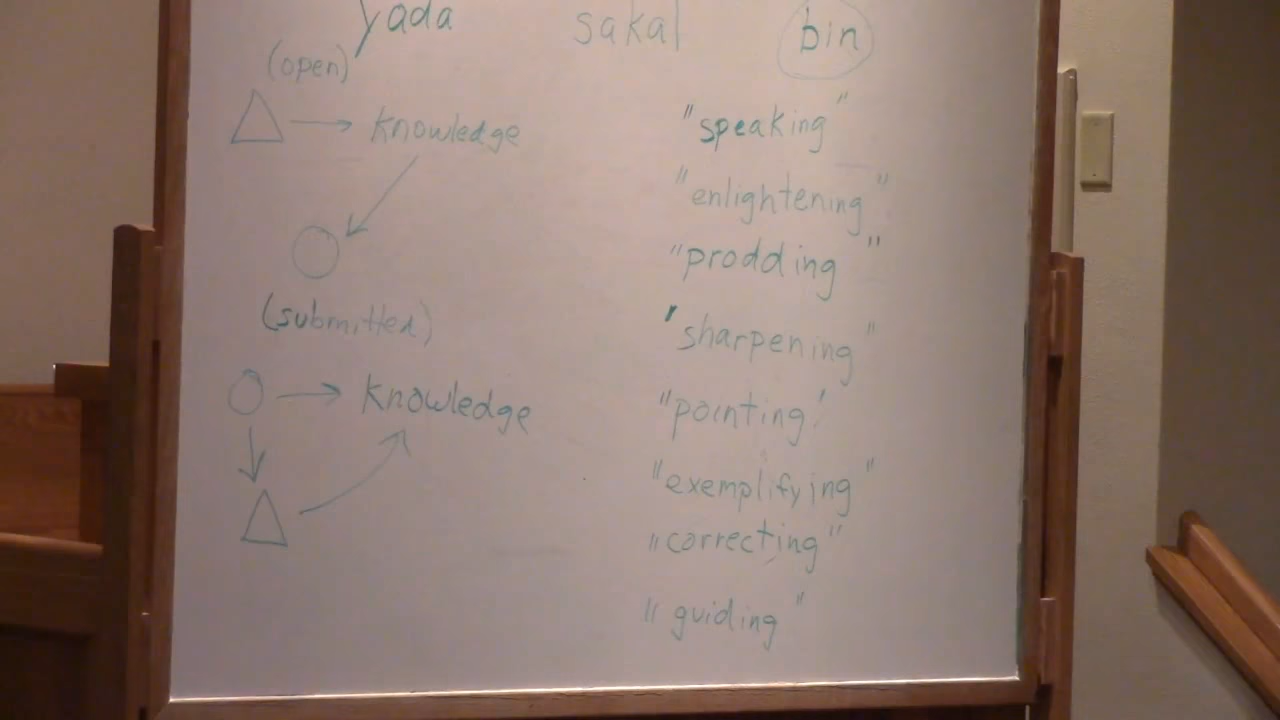 yada sakal bin
(open)
knowledge
(submitted)
knowledge
"speaking"
"enlightening"
"prodding"
'sharpening"
"pointing'
"exemplifying"
"correcting"
"guiding"